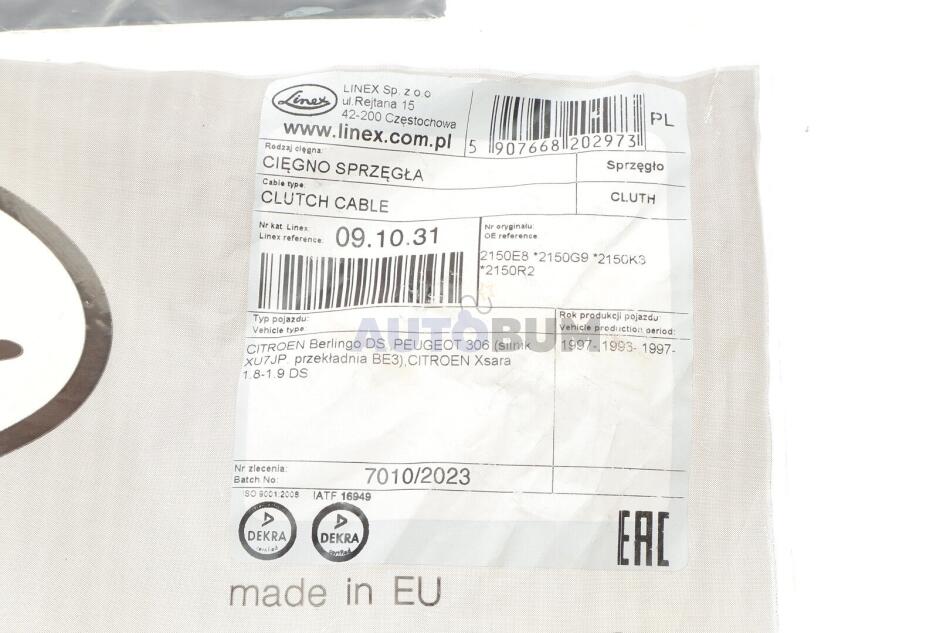 Linex
LINEX Sp. z o.o
ul.Rejtana 15
42-200 Częstochowa
www.linex.com.pl
5 907668 202973
PL
Rodzaj cięgna:
CIĘGNO SPRZĘGŁA
Sprzęgło
Cable type:
CLUTCH CABLE
CLUTH
Nr kat. Linex:
Linex reference:
09.10.31
Nr oryginału:
OE reference:
2150E8 *2150G9 *2150K3
*2150R2
Typ pojazdu:
Vehicle type:
Rok produkcji pojazdu
Vehicle production period:
AUTOBUM
CITROEN Berlingo DS, PEUGEOT 306 (silnik
XU7JP, przekładnia BE3),CITROEN Xsara
1.8-1.9 DS
1997- 1993- 1997-
Nr zlecenia:
Batch No:
7010/2023
ISO 9001:2008
IATF 16949
DEKRA
DEKRA
EAC
made in EU